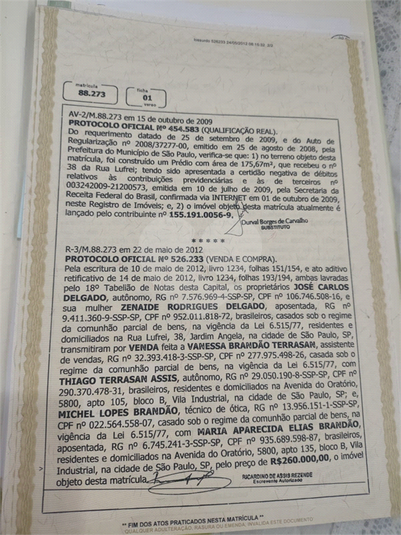 matrícula
88.273
ficha
01
verso
AV-2/M.88.273 em 15 de outubro de 2009
PROTOCOLO OFICIAL Nº 454.583 (QUALIFICAÇÃO REAL).
Do requerimento datado de 25 de setembro de 2009, e do Auto de
Regularização nº 2008/37277-00, emitido em 25 de agosto de 2008, pela
Prefeitura do Município de São Paulo, verifica-se que: 1) no terreno objeto desta
matrícula, foi construído um Prédio com área de 175,67m², que recebeu o nº
38 da Rua Lufrei; tendo sido apresentada a certidão negativa de débitos
relativos às contribuições previdenciárias e às de terceiros nº
003242009-21200573, emitida em 10 de julho de 2009, pela Secretaria da
Receita Federal do Brasil, confirmada via INTERNET em 01 de outubro de 2009,
neste Registro de Imóveis; e, 2) o imóvel objeto desta matrícula atualmente é
lançado pelo contribuinte nº 155.191.0056-9.
Durval Borges de Carvalho
SUBSTITUTO
* * * * *
R-3/M.88.273 em 22 de maio de 2012
PROTOCOLO OFICIAL Nº 526.233 (VENDA E COMPRA).
Pela escritura de 10 de maio de 2012, livro 1234, folhas 151/154, e ato aditivo
retificativo de 14 de maio de 2012, livro 1234, folhas 193/194, ambas lavradas
pelo 18º Tabelião de Notas desta Capital, os proprietários JOSÉ CARLOS
DELGADO, autônomo, RG nº 7.576.969-4-SSP-SP, CPF nº 106.746.508-16, e
sua mulher ZENAIDE RODRIGUES DELGADO, aposentada, RG nº
9.411.360-9-SSP-SP, CPF nº 952.011.818-72, brasileiros, casados sob o regime
da comunhão parcial de bens, na vigência da Lei 6.515/77, residentes e
domiciliados na Rua Lufrei, 38, Jardim Angela, na cidade de São Paulo, SP,
transmitiram por VENDA feita a VANESSA BRANDÃO TERRASAN, assistente
de vendas, RG nº 32.393.418-3-SSP-SP, CPF nº 277.975.498-26, casada sob o
regime da comunhão parcial de bens, na vigência da Lei 6.515/77, com
THIAGO TERRASAN ASSIS, autônomo, RG nº 29.050.190-8-SSP-SP, CPF nº
290.370.478-31, brasileiros, residentes e domiciliados na Avenida do Oratório,
5800, apto 105, bloco B, Vila Industrial, na cidade de São Paulo, SP; e,
MICHEL LOPES BRANDÃO, técnico de ótica, RG nº 13.956.151-1-SSP-SP,
CPF nº 022.564.558-07, casado sob o regime da comunhão parcial de bens, na
vigência da Lei 6.515/77, com MARIA APARECIDA ELIAS BRANDÃO,
aposentada, RG nº 6.745.241-3-SSP-SP, CPF nº 935.689.598-87, brasileiros,
residentes e domiciliados na Avenida do Oratório, 5800, apto 135, bloco B, Vila
Industrial, na cidade de São Paulo, SP, pelo preço de R$260.000,00, o imóvel
objeto desta matrícula.
RICARDINO DE ASSIS REZENDE
Escrevente Autorizado
** FIM DOS ATOS PRATICADOS NESTA MATRÍCULA **
QUALQUER ADULTERAÇÃO, RASURA OU EMENDA, INVALIDA ESTE DOCUMENTO